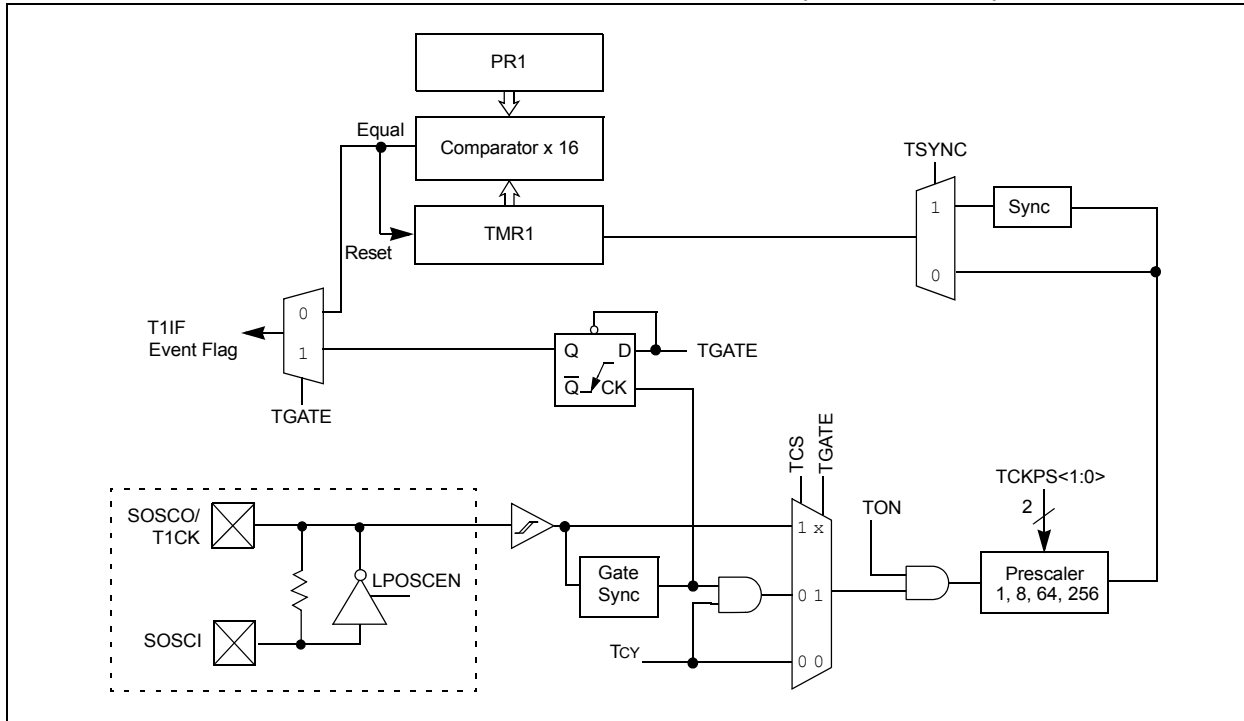 PR1
Equal
Comparator x 16
TSYNC
1
Sync
TMR1
Reset
0
0
T1IF
Event Flag
1
Q
D
TGATE
Q
CK
TGATE
TCS
TGATE
TCKPS<1:0>
2
SOSCO/
T1CK
TON
1 x
LPOSCEN
Gate
Sync
Prescaler
1, 8, 64, 256
0 1
SOSCI
TCY
0 0